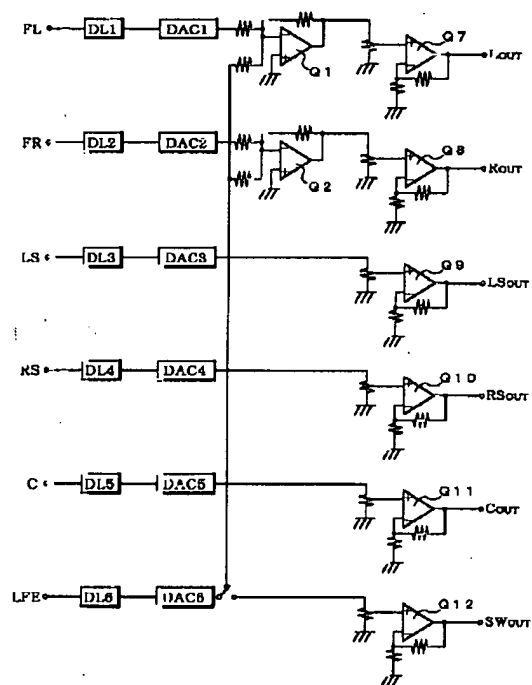 FL DL1 DAC1 Q1 Q7 LOUT
FR DL2 DAC2 Q2 Q8 ROUT
LS DL3 DAC3 Q9 LSOUT
RS DL4 DAC4 Q10 RSOUT
C DL5 DAC5 Q11 COUT
LFE DL6 DAC6 Q12 SWOUT